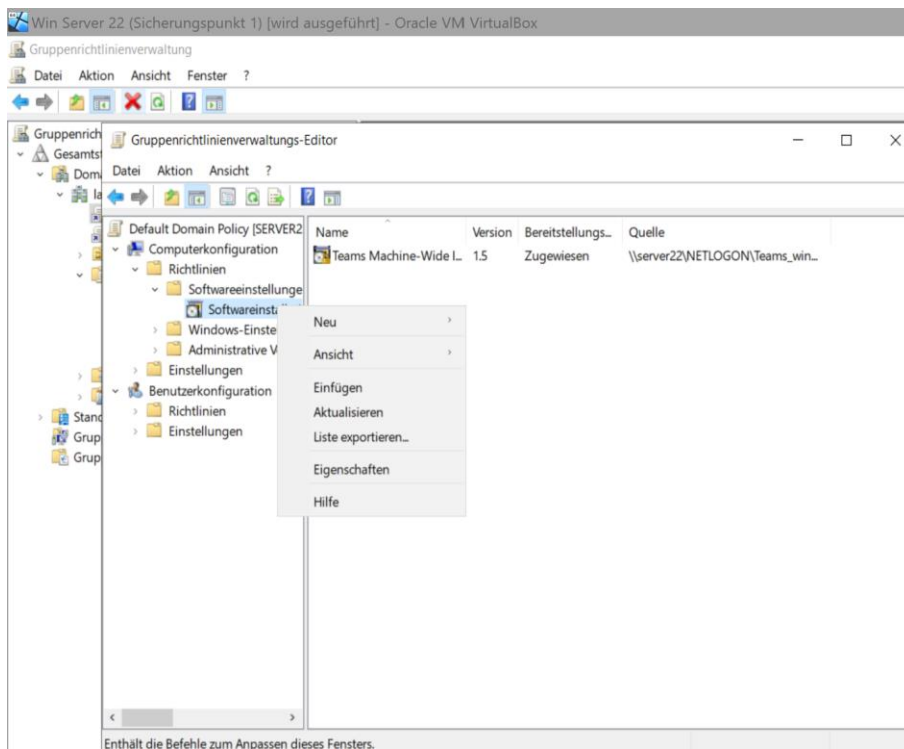 Win Server 22 (Sicherungspunkt 1) [wird ausgeführt] - Oracle VM VirtualBox
Gruppenrichtlinienverwaltung
Datei Aktion Ansicht Fenster ?
Gruppenrich
Gesamtst
Dom
la
Stand
Grup
Grup
Gruppenrichtlinienverwaltungs-Editor
Datei Aktion Ansicht ?
Default Domain Policy [SERVER2
Computerkonfiguration
Richtlinien
Softwareeinstellunge
Softwareinstal
Windows-Einste
Administrative V
Einstellungen
Benutzerkonfiguration
Richtlinien
Einstellungen
Name Version Bereitstellungs... Quelle
Teams Machine-Wide I... 1.5 Zugewiesen \\server22\NETLOGON\Teams_win...
Neu
Ansicht
Einfügen
Aktualisieren
Liste exportieren...
Eigenschaften
Hilfe
Enthält die Befehle zum Anpassen dieses Fensters.